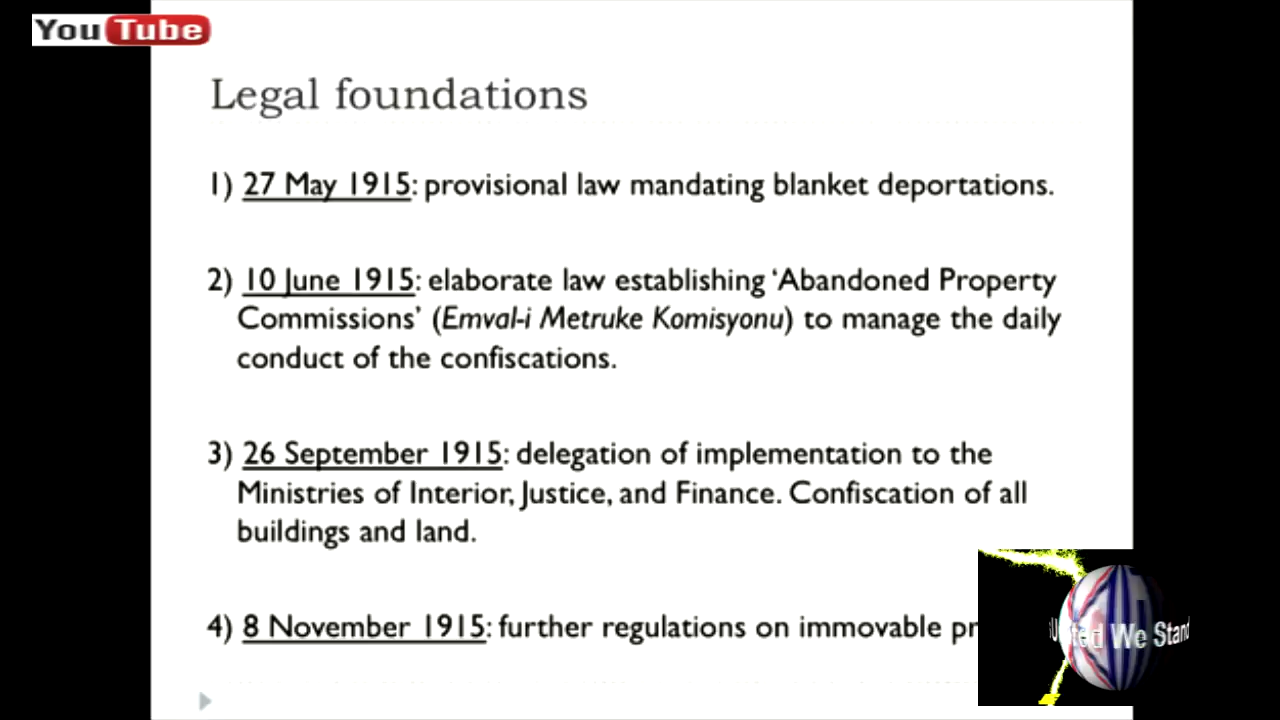 YouTube
Legal foundations
1) 27 May 1915: provisional law mandating blanket deportations.
2) 10 June 1915: elaborate law establishing ‘Abandoned Property
Commissions’ (Emval-i Metruke Komisyonu) to manage the daily
conduct of the confiscations.
3) 26 September 1915: delegation of implementation to the
Ministries of Interior, Justice, and Finance. Confiscation of all
buildings and land.
4) 8 November 1915: further regulations on immovable
United We Stand